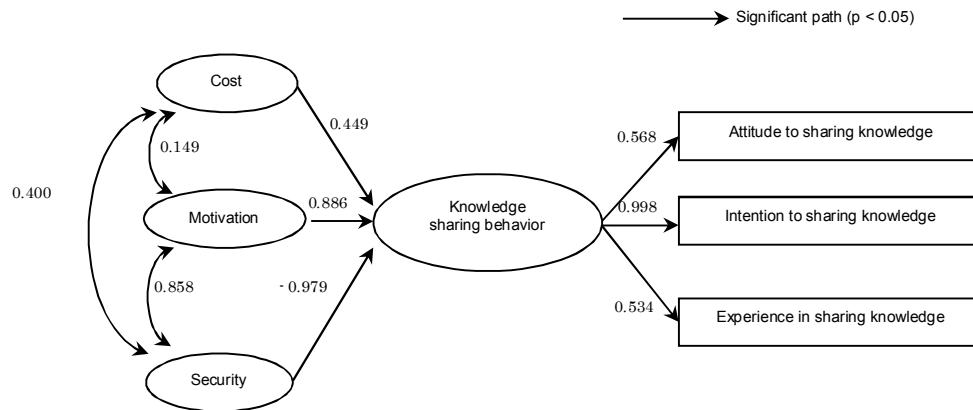 Significant path (p < 0.05)
Cost
0.449
0.149
0.568
Attitude to sharing knowledge
0.400
Motivation
0.886
Knowledge
sharing behavior
0.998
Intention to sharing knowledge
0.858
- 0.979
0.534
Experience in sharing knowledge
Security